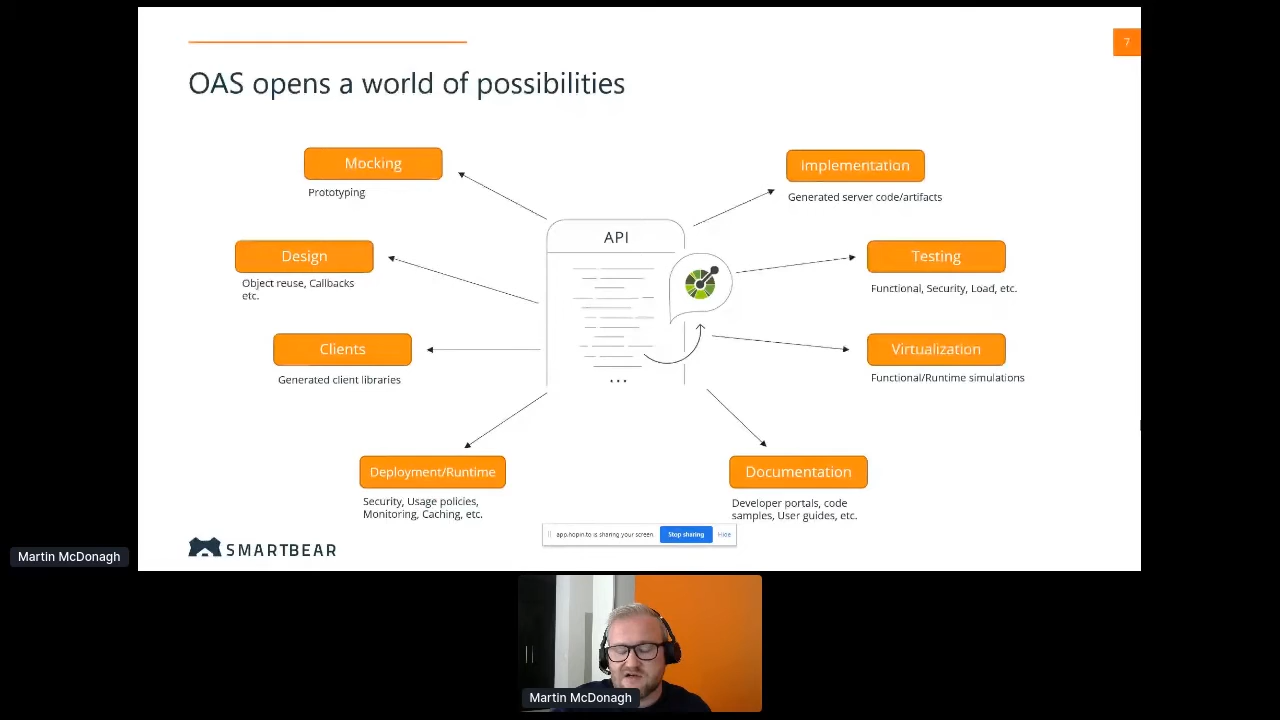 7
OAS opens a world of possibilities
Mocking
Prototyping
Implementation
Generated server code/artifacts
API
Design
Object reuse, Callbacks
etc.
Testing
Functional, Security, Load, etc.
Clients
Generated client libraries
Virtualization
Functional/Runtime simulations
...
Deployment/Runtime
Security, Usage policies,
Monitoring, Caching, etc.
Documentation
Developer portals, code
samples, User guides, etc.
app.hopin.to is sharing your screen.
Stop sharing
Hide
SMARTBEAR
Martin McDonagh
Martin McDonagh